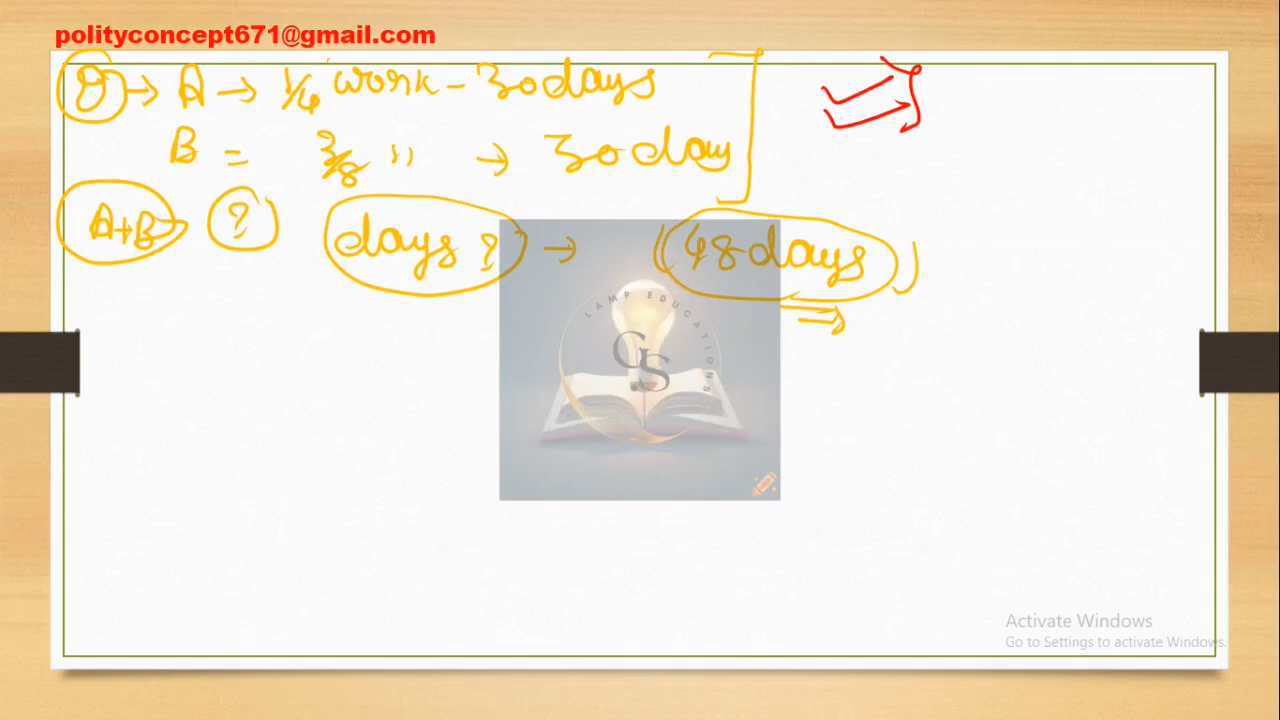 polityconcept671@gmail.com
Q → A → 1/4 work - 30 days
B = 3/8 " → 30 day
A+B → ? days ? → (48 days)
LAMP EDUCATIONS
GS
Activate Windows
Go to Settings to activate Windows.